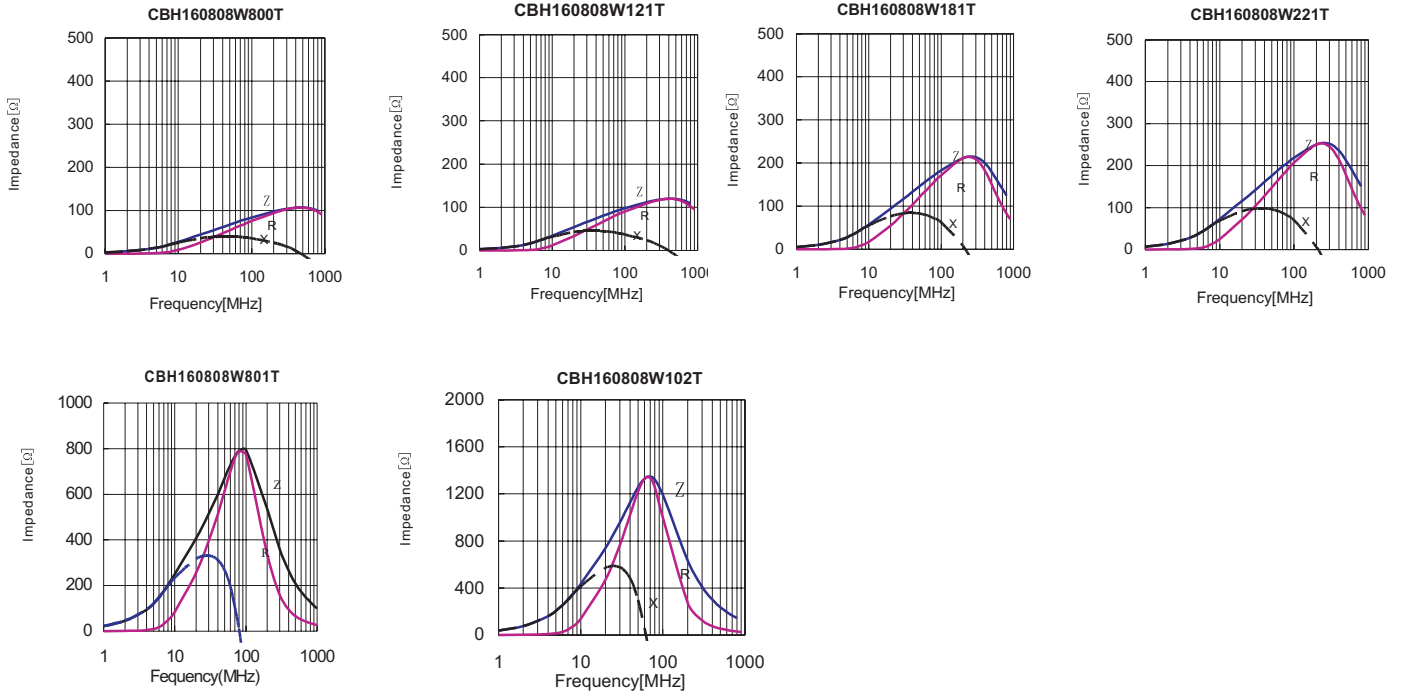 CBH160808W800T
Impedance[Ω]
500
400
300
200
100
0
Z
R
X
1 10 100 1000
Frequency[MHz]
CBH160808W121T
Impedance[Ω]
500
400
300
200
100
0
Z
R
X
1 10 100 100
Frequency[MHz]
CBH160808W181T
Impedance[Ω]
500
400
300
200
100
0
Z
R
X
1 10 100 1000
Frequency[MHz]
CBH160808W221T
Impedance[Ω]
500
400
300
200
100
0
Z
R
X
1 10 100 1000
Frequency[MHz]
CBH160808W801T
Impedance[Ω]
1000
800
600
400
200
0
Z
R
1 10 100 1000
Fequency(MHz)
CBH160808W102T
Impedance[Ω]
2000
1600
1200
800
400
0
Z
R
X
1 10 100 1000
Frequency[MHz]